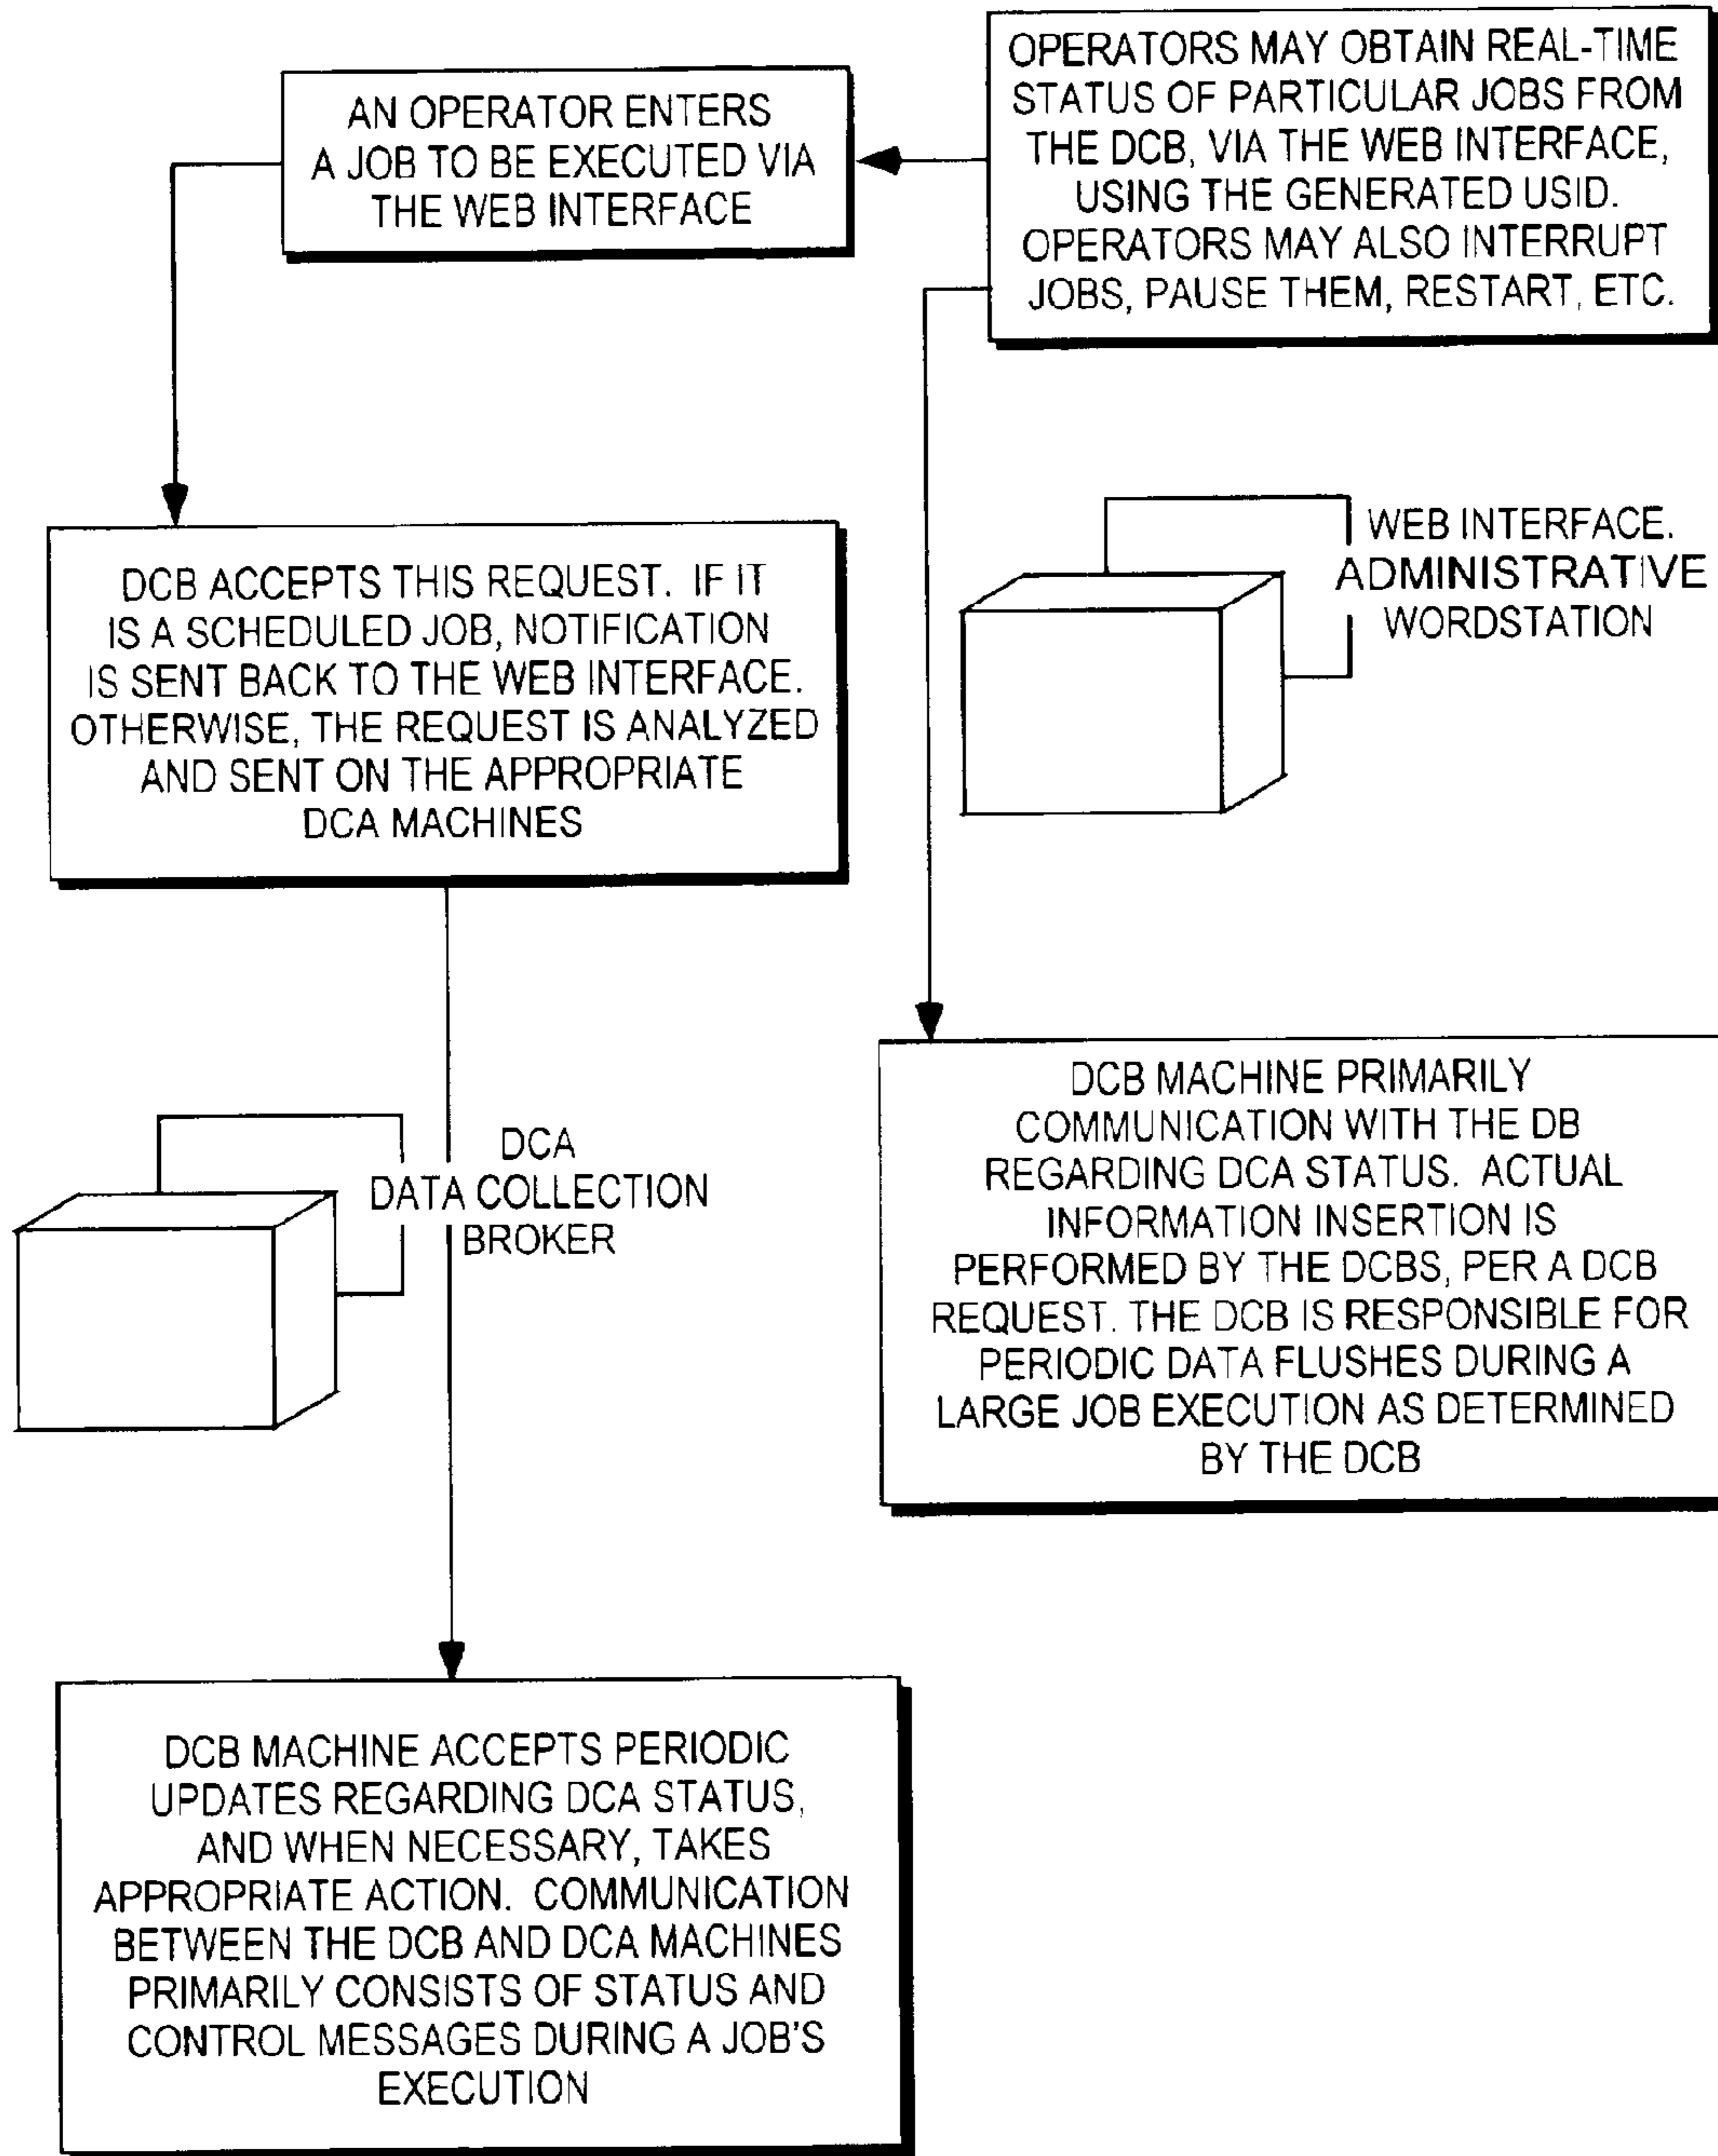 AN OPERATOR ENTERS
A JOB TO BE EXECUTED VIA
THE WEB INTERFACE
OPERATORS MAY OBTAIN REAL-TIME
STATUS OF PARTICULAR JOBS FROM
THE DCB, VIA THE WEB INTERFACE,
USING THE GENERATED USID.
OPERATORS MAY ALSO INTERRUPT
JOBS, PAUSE THEM, RESTART, ETC.
DCB ACCEPTS THIS REQUEST. IF IT
IS A SCHEDULED JOB, NOTIFICATION
IS SENT BACK TO THE WEB INTERFACE.
OTHERWISE, THE REQUEST IS ANALYZED
AND SENT ON THE APPROPRIATE
DCA MACHINES
WEB INTERFACE.
ADMINISTRATIVE
WORDSTATION
DCA
DATA COLLECTION
BROKER
DCB MACHINE PRIMARILY
COMMUNICATION WITH THE DB
REGARDING DCA STATUS. ACTUAL
INFORMATION INSERTION IS
PERFORMED BY THE DCBS, PER A DCB
REQUEST. THE DCB IS RESPONSIBLE FOR
PERIODIC DATA FLUSHES DURING A
LARGE JOB EXECUTION AS DETERMINED
BY THE DCB
DCB MACHINE ACCEPTS PERIODIC
UPDATES REGARDING DCA STATUS,
AND WHEN NECESSARY, TAKES
APPROPRIATE ACTION. COMMUNICATION
BETWEEN THE DCB AND DCA MACHINES
PRIMARILY CONSISTS OF STATUS AND
CONTROL MESSAGES DURING A JOB'S
EXECUTION